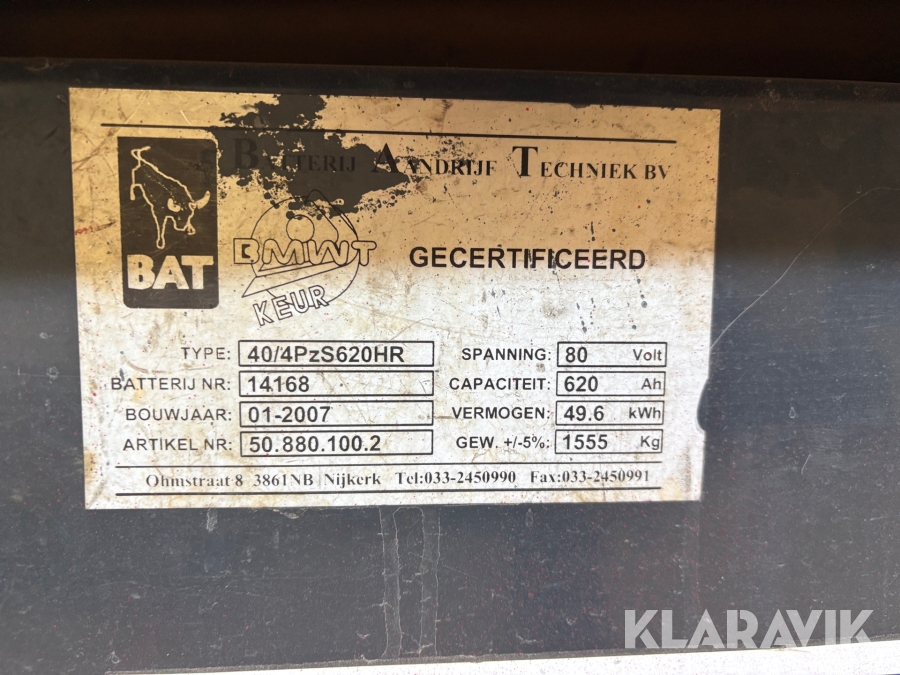 BATTERIJ AANDRIJF TECHNIEK BV
BAT
BMWT
KEUR
GECERTIFICEERD
TYPE: 40/4PzS620HR
BATTERIJ NR: 14168
BOUWJAAR: 01-2007
ARTIKEL NR: 50.880.100.2
SPANNING: 80 Volt
CAPACITEIT: 620 Ah
VERMOGEN: 49.6 kWh
GEW. +/-5%: 1555 Kg
Ohmstraat 8 3861NB Nijkerk Tel:033-2450990 Fax:033-2450991
KLARAVIK